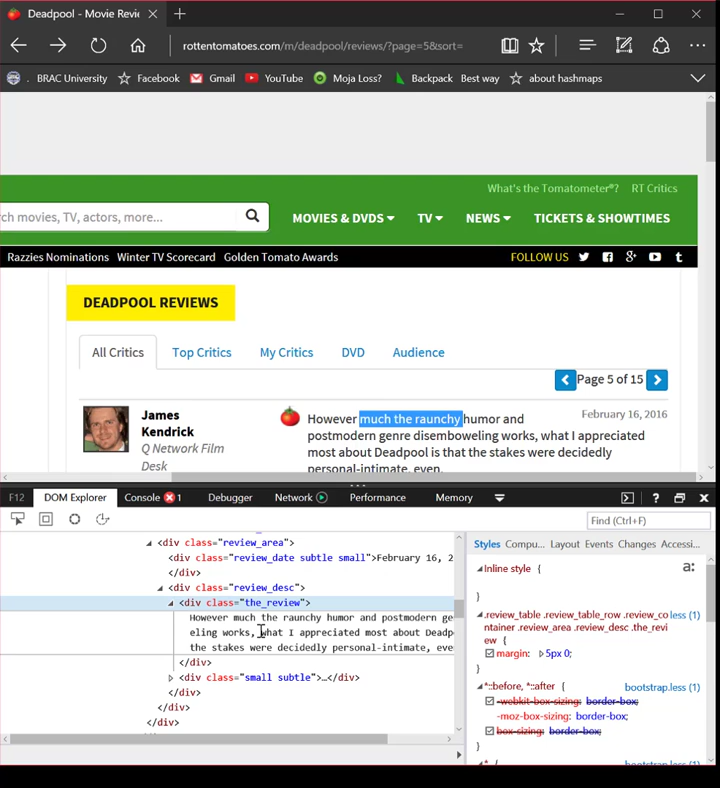 Deadpool - Movie Revi
rottentomatoes.com/m/deadpool/reviews/?page=5&sort=
. BRAC University Facebook Gmail YouTube Moja Loss? Backpack Best way about hashmaps
What's the Tomatometer®? RT Critics
ch movies, TV, actors, more...
MOVIES & DVDS TV NEWS TICKETS & SHOWTIMES
Razzies Nominations Winter TV Scorecard Golden Tomato Awards FOLLOW US
DEADPOOL REVIEWS
All Critics Top Critics My Critics DVD Audience
Page 5 of 15
James
Kendrick
Q Network Film
Desk
However much the raunchy humor and
postmodern genre disemboweling works, what I appreciated
most about Deadpool is that the stakes were decidedly
personal-intimate, even.
February 16, 2016
F12 DOM Explorer Console 1 Debugger Network Performance Memory
Find (Ctrl+F)
<div class="review_area">
<div class="review_date subtle small">February 16, 2
</div>
<div class="review_desc">
<div class="the_review">
However much the raunchy humor and postmodern ge
eling works, what I appreciated most about Deadp
the stakes were decidedly personal-intimate, eve
</div>
<div class="small subtle">…</div>
</div>
</div>
</div>
Styles Compu... Layout Events Changes Accessi...
Inline style {
a:
}
.review_table .review_table_row .review_co less (1)
ntainer .review_area .review_desc .the_revi
ew {
margin: 5px 0;
}
*::before, *::after { bootstrap.less (1)
-webkit-box-sizing: border-box;
-moz-box-sizing: border-box;
box-sizing: border-box;
}
* { bootstrap.less (1)